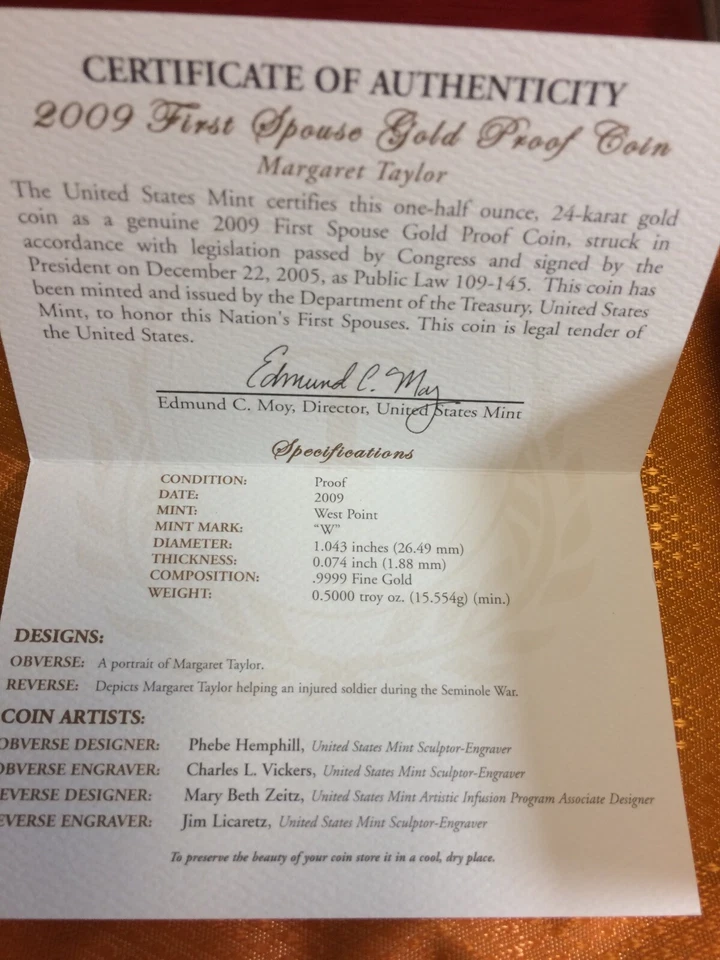 CERTIFICATE OF AUTHENTICITY
2009 First Spouse Gold Proof Coin
Margaret Taylor
The United States Mint certifies this one-half ounce, 24-karat gold
coin as a genuine 2009 First Spouse Gold Proof Coin, struck in
accordance with legislation passed by Congress and signed by the
President on December 22, 2005, as Public Law 109-145. This coin has
been minted and issued by the Department of the Treasury, United States
Mint, to honor this Nation's First Spouses. This coin is legal tender of
the United States.
Edmund C. Moy
Edmund C. Moy, Director, United States Mint
Specifications
CONDITION: Proof
DATE: 2009
MINT: West Point
MINT MARK: "W"
DIAMETER: 1.043 inches (26.49 mm)
THICKNESS: 0.074 inch (1.88 mm)
COMPOSITION: .9999 Fine Gold
WEIGHT: 0.5000 troy oz. (15.554g) (min.)
DESIGNS:
OBVERSE: A portrait of Margaret Taylor.
REVERSE: Depicts Margaret Taylor helping an injured soldier during the Seminole War.
COIN ARTISTS:
OBVERSE DESIGNER: Phebe Hemphill, United States Mint Sculptor-Engraver
OBVERSE ENGRAVER: Charles L. Vickers, United States Mint Sculptor-Engraver
EVERSE DESIGNER: Mary Beth Zeitz, United States Mint Artistic Infusion Program Associate Designer
EVERSE ENGRAVER: Jim Licaretz, United States Mint Sculptor-Engraver
To preserve the beauty of your coin store it in a cool, dry place.